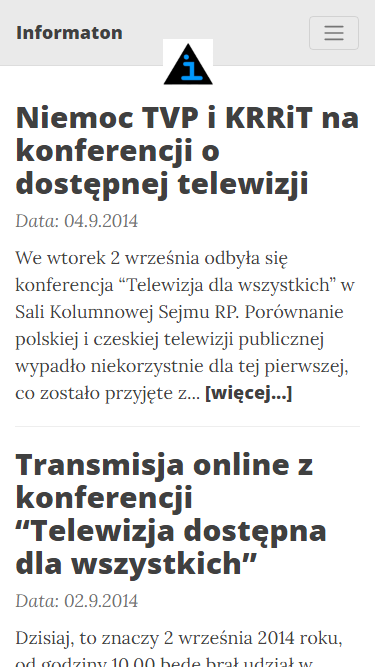 Informaton
i
Niemoc TVP i KRRiT na
konferencji o
dostępnej telewizji
Data: 04.9.2014
We wtorek 2 września odbyła się
konferencja “Telewizja dla wszystkich” w
Sali Kolumnowej Sejmu RP. Porównanie
polskiej i czeskiej telewizji publicznej
wypadło niekorzystnie dla tej pierwszej,
co zostało przyjęte z... [więcej...]
Transmisja online z
konferencji
“Telewizja dostępna
dla wszystkich”
Data: 02.9.2014
Dzisiaj, to znaczy 2 września 2014 roku,
od godziny 10.00 będę brał udział w